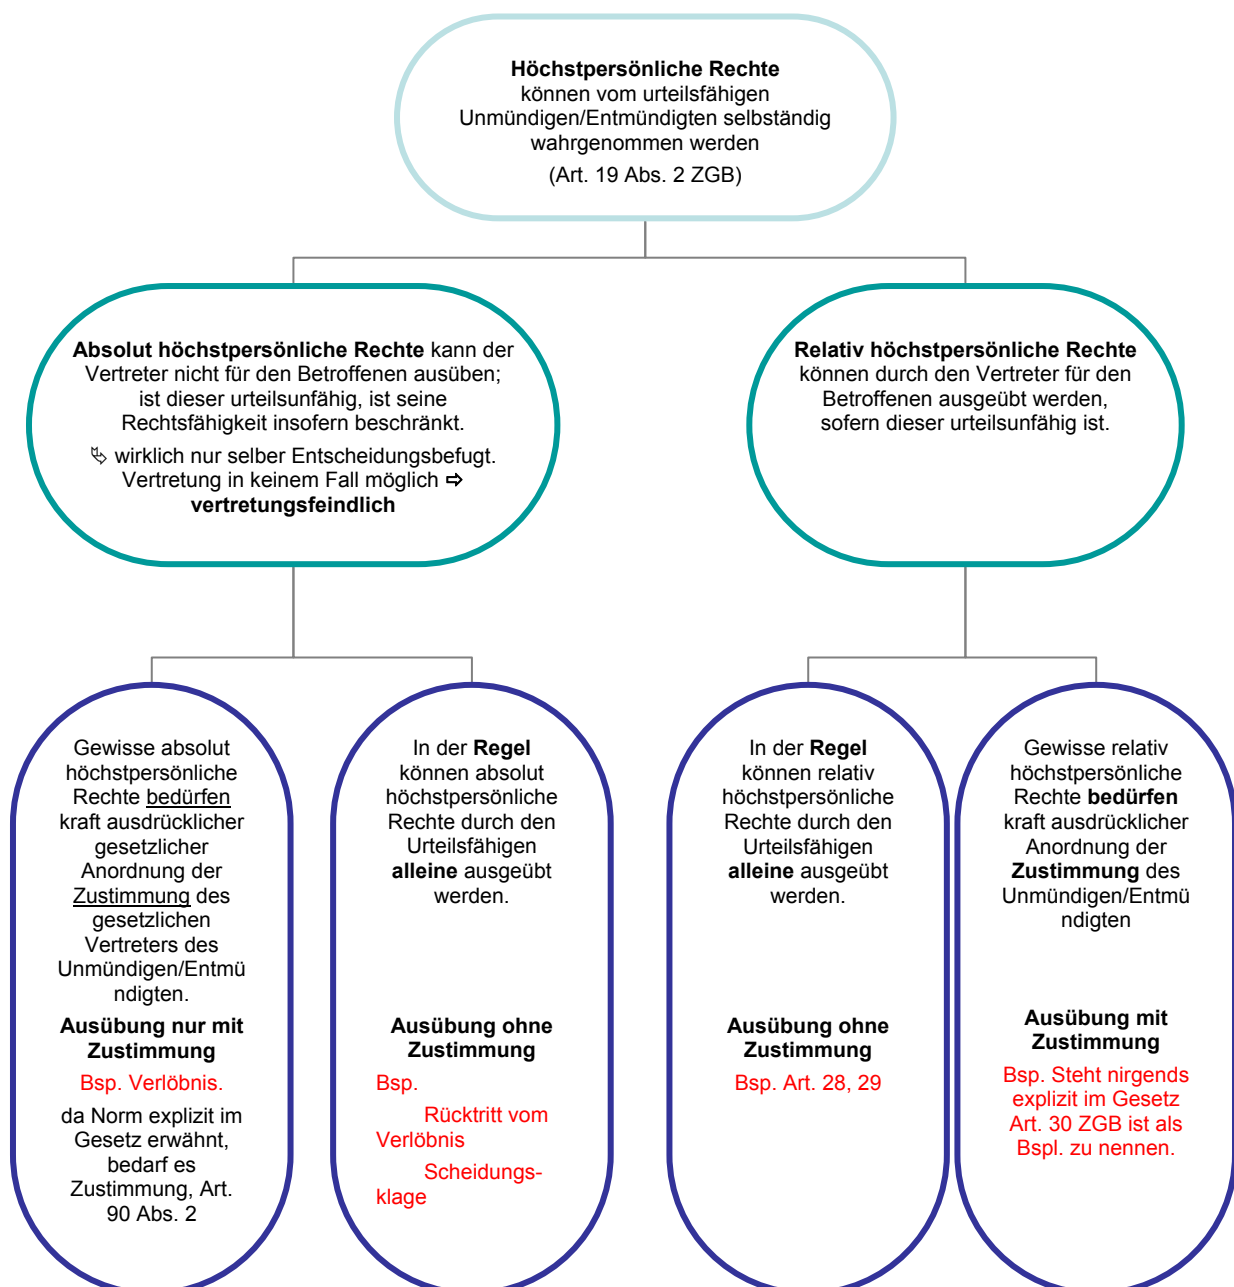 Höchstpersönliche Rechte
können vom urteilsfähigen
Unmündigen/Entmündigten selbständig
wahrgenommen werden
(Art. 19 Abs. 2 ZGB)
Absolut höchstpersönliche Rechte kann der
Vertreter nicht für den Betroffenen ausüben;
ist dieser urteilsunfähig, ist seine
Rechtsfähigkeit insofern beschränkt.
↳ wirklich nur selber Entscheidungsbefugt.
Vertretung in keinem Fall möglich ⇨
vertretungsfeindlich
Relativ höchstpersönliche Rechte
können durch den Vertreter für den
Betroffenen ausgeübt werden,
sofern dieser urteilsunfähig ist.
Gewisse absolut
höchstpersönliche
Rechte bedürfen
kraft ausdrücklicher
gesetzlicher
Anordnung der
Zustimmung des
gesetzlichen
Vertreters des
Unmündigen/Entmü
ndigten.
Ausübung nur mit
Zustimmung
Bsp. Verlöbnis.
da Norm explizit im
Gesetz erwähnt,
bedarf es
Zustimmung, Art.
90 Abs. 2
In der Regel
können absolut
höchstpersönliche
Rechte durch den
Urteilsfähigen
alleine ausgeübt
werden.
Ausübung ohne
Zustimmung
Bsp.
Rücktritt vom
Verlöbnis
Scheidungs-
klage
In der Regel
können relativ
höchstpersönliche
Rechte durch den
Urteilsfähigen
alleine ausgeübt
werden.
Ausübung ohne
Zustimmung
Bsp. Art. 28, 29
Gewisse relativ
höchstpersönliche
Rechte bedürfen
kraft ausdrücklicher
Anordnung der
Zustimmung des
Unmündigen/Entmü
ndigten
Ausübung mit
Zustimmung
Bsp. Steht nirgends
explizit im Gesetz
Art. 30 ZGB ist als
Bspl. zu nennen.